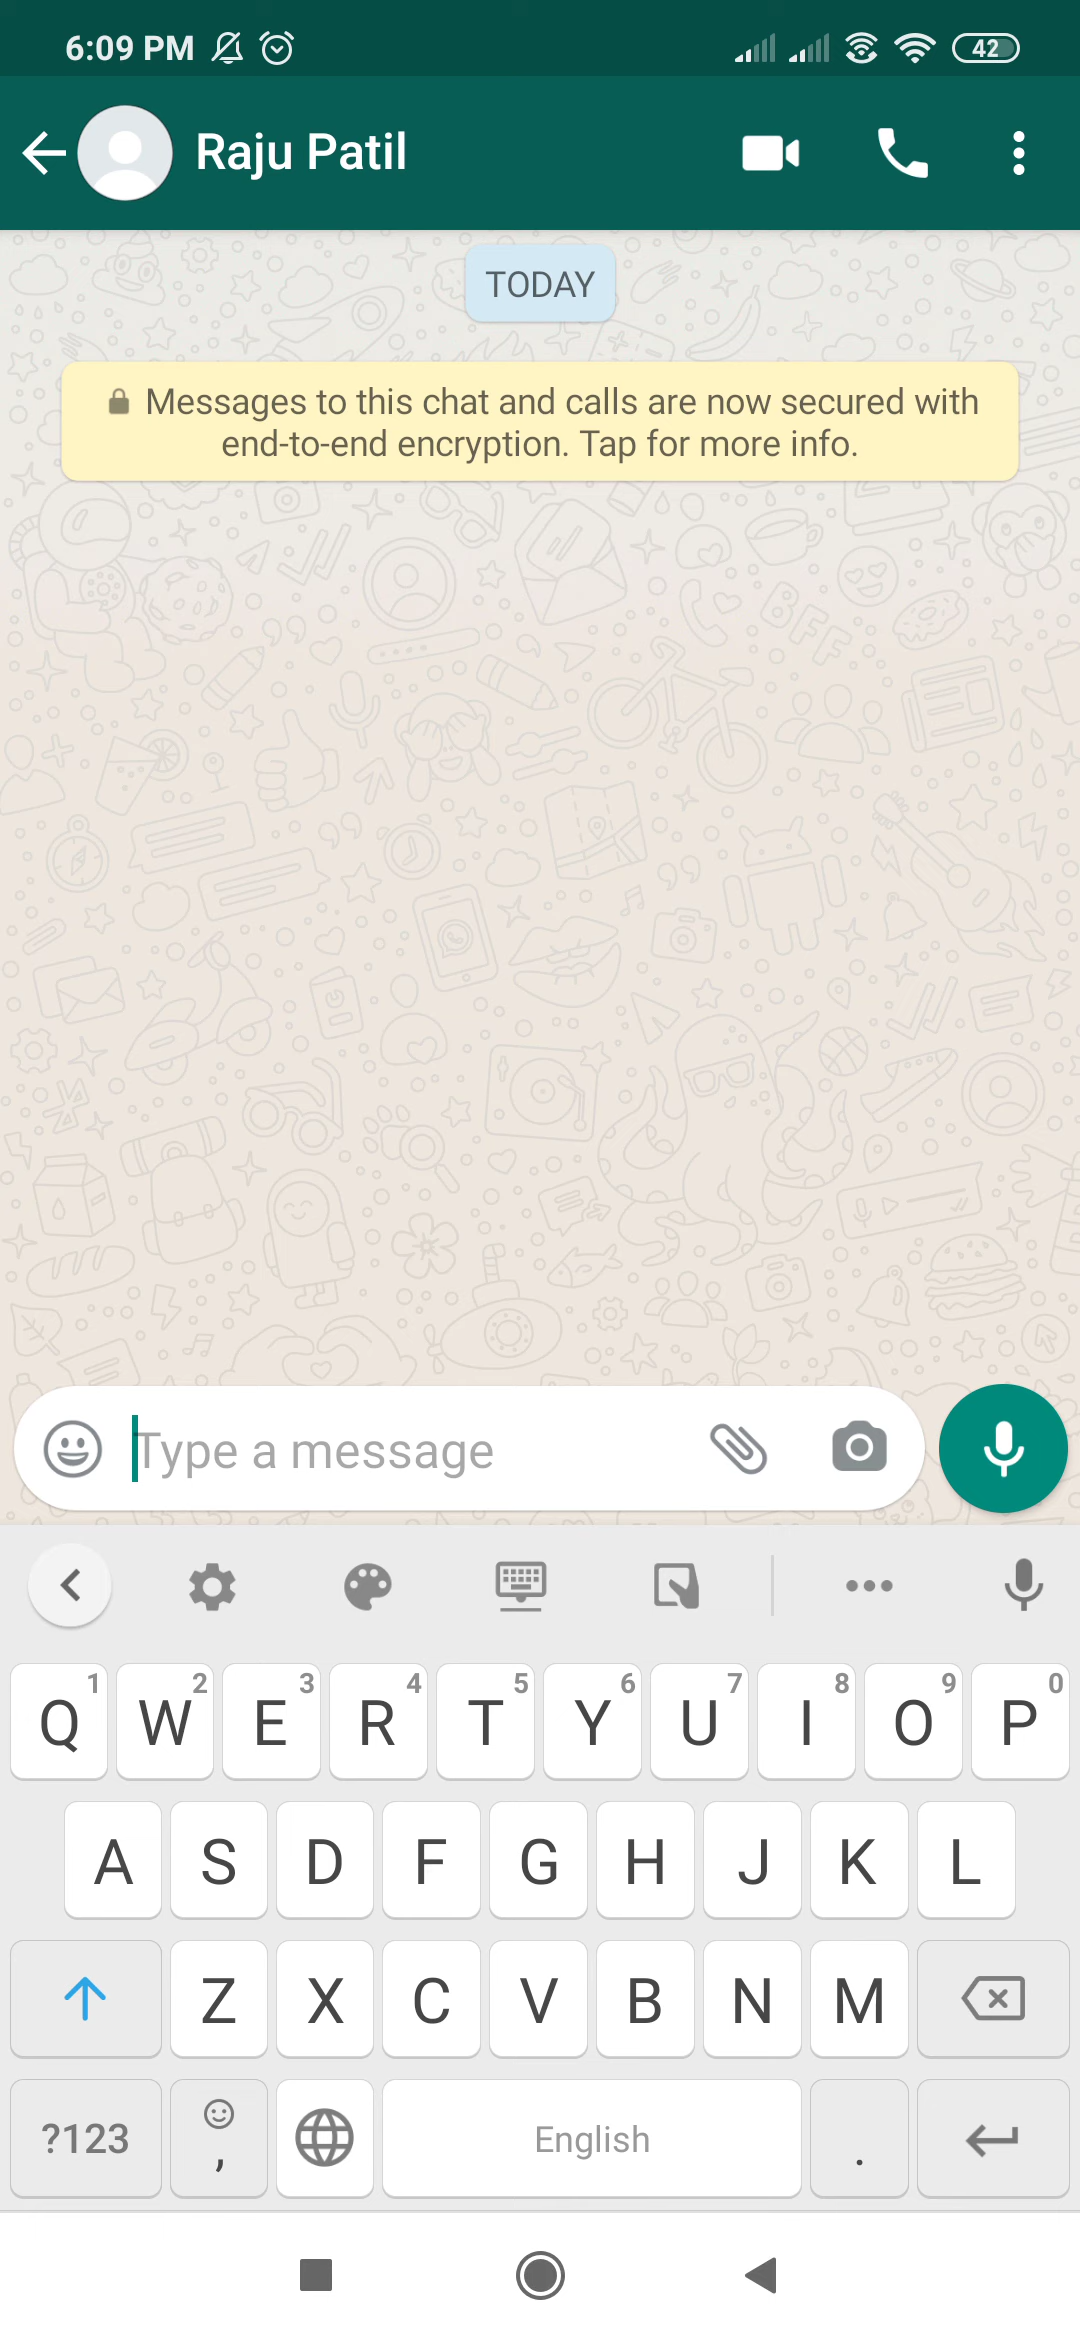 6:09 PM 42
Raju Patil
TODAY
Messages to this chat and calls are now secured with
end-to-end encryption. Tap for more info.
BFF
Type a message
1 2 3 4 5 6 7 8 9 0
Q W E R T Y U I O P
A S D F G H J K L
Z X C V B N M
?123 , English .